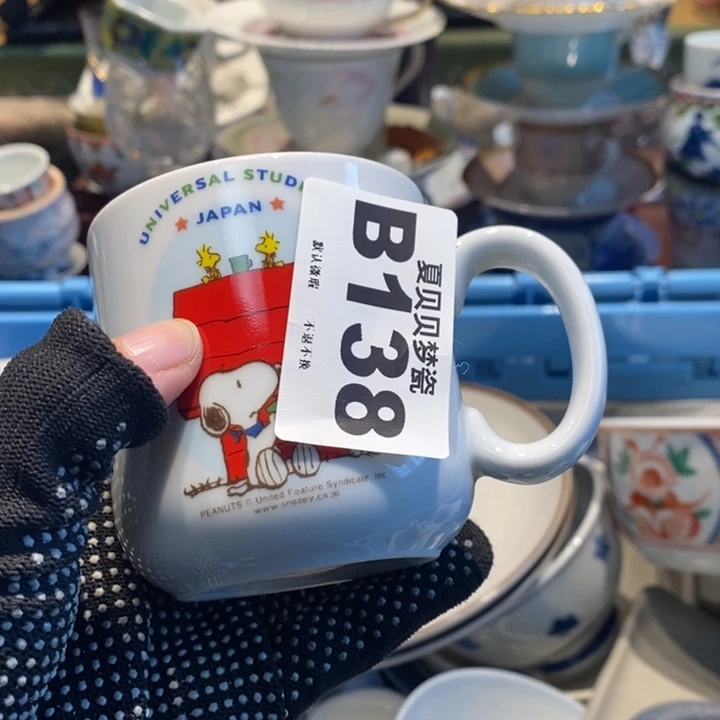 UNIVERSAL STUD
JAPAN
B138
夏贝贝梦瓷
默认微瑕
不退不换
PEANUTS © United Feature Syndicate, Inc.
www.snoopy.co.jp